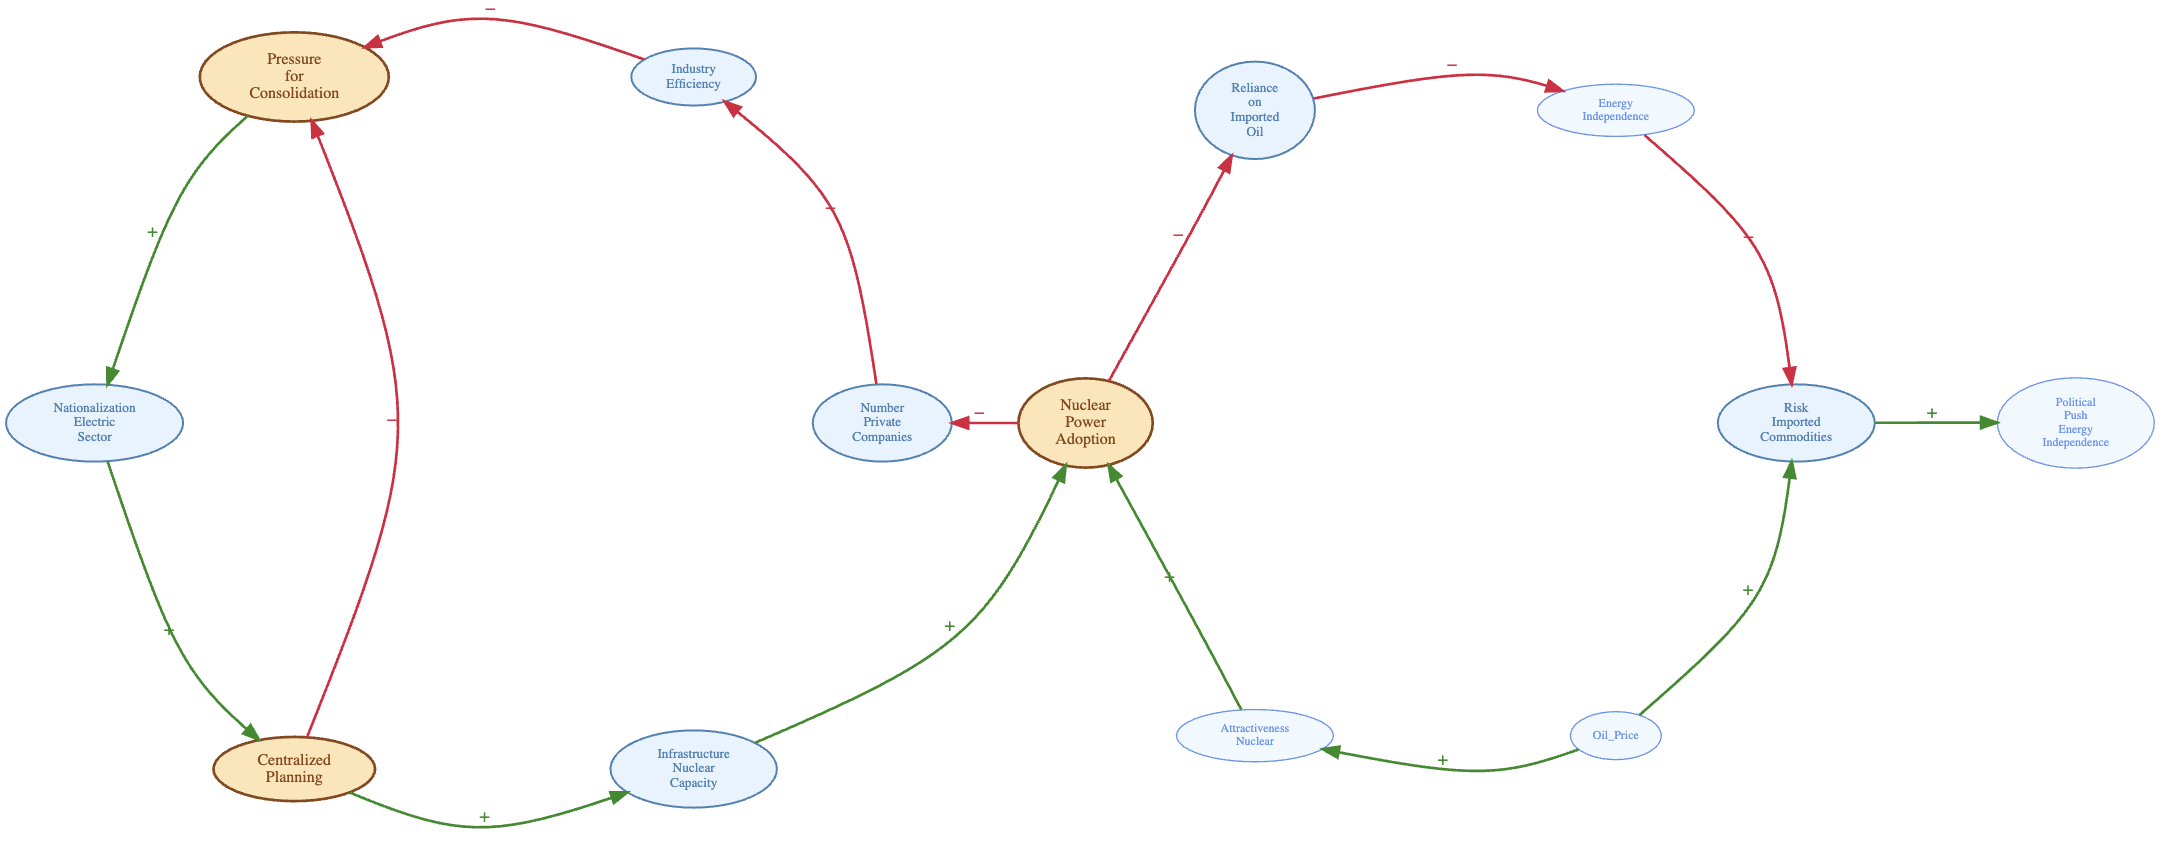 −
Pressure
for
Consolidation
Industry
Efficiency
−
Reliance
on
Imported
Oil
Energy
Independence
+
−
−
−
Nationalization
Electric
Sector
−
Number
Private
Companies
−
Nuclear
Power
Adoption
Risk
Imported
Commodities
+
Political
Push
Energy
Independence
+
+
+
+
Centralized
Planning
Infrastructure
Nuclear
Capacity
Attractiveness
Nuclear
Oil_Price
+
+